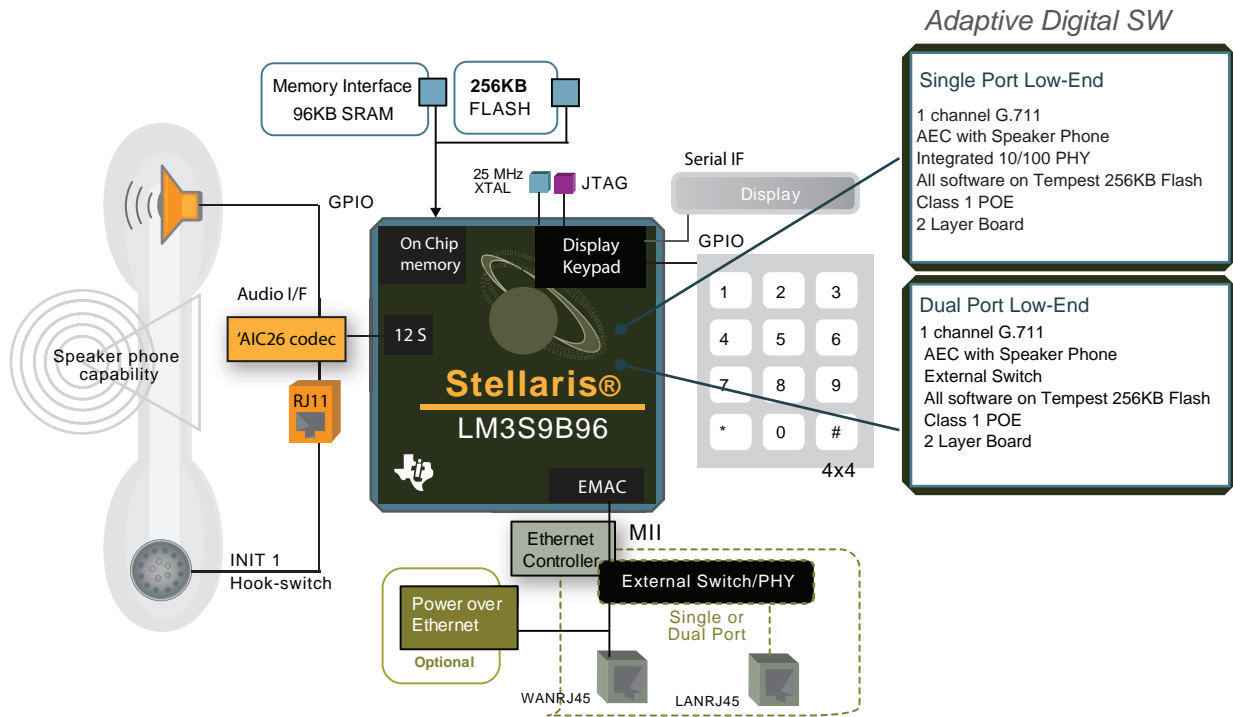 Adaptive Digital SW
Memory Interface
96KB SRAM
256KB
FLASH
Single Port Low-End
1 channel G.711
AEC with Speaker Phone
Integrated 10/100 PHY
All software on Tempest 256KB Flash
Class 1 POE
2 Layer Board
25 MHz
XTAL
JTAG
Serial IF
Display
GPIO
GPIO
On Chip
memory
Display
Keypad
Audio I/F
'AIC26 codec
12 S
Speaker phone
capability
RJ11
Stellaris®
LM3S9B96
1 2 3
4 5 6
7 8 9
* 0 #
4x4
Dual Port Low-End
1 channel G.711
AEC with Speaker Phone
External Switch
All software on Tempest 256KB Flash
Class 1 POE
2 Layer Board
EMAC
MII
Ethernet
Controller
INIT 1
Hook-switch
External Switch/PHY
Power over
Ethernet
Optional
Single or
Dual Port
WANRJ45
LANRJ45